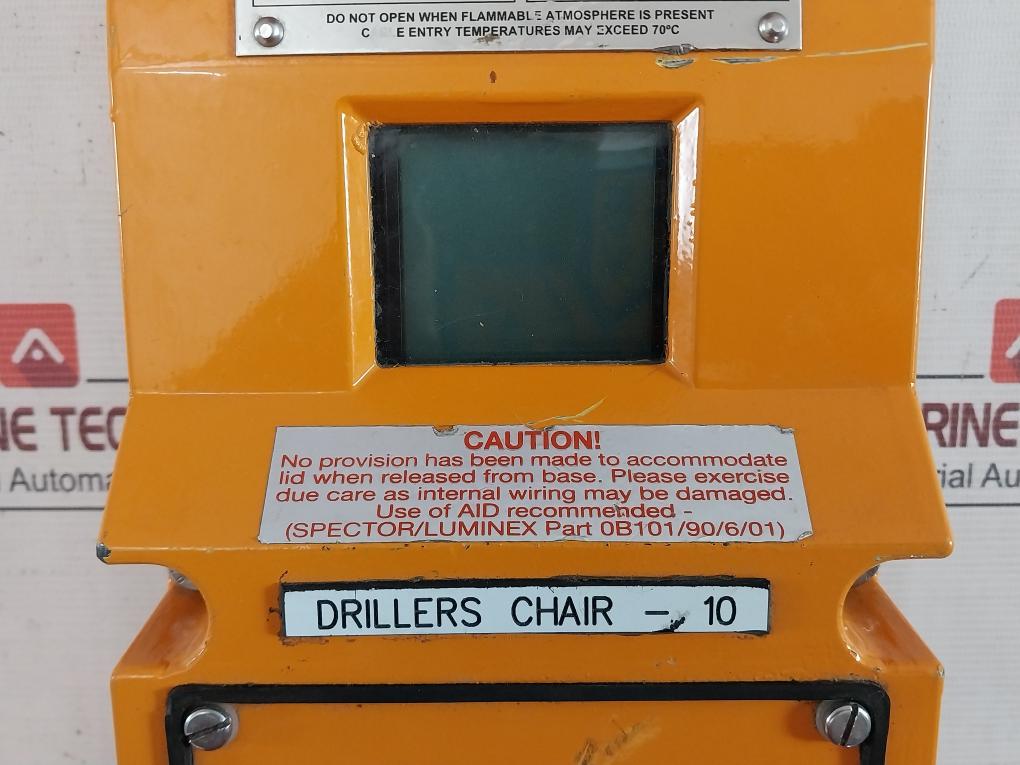 DO NOT OPEN WHEN FLAMMABLE ATMOSPHERE IS PRESENT
ENTRY TEMPERATURES MAY EXCEED 70ºC
CAUTION!
No provision has been made to accommodate
lid when released from base. Please exercise
due care as internal wiring may be damaged.
Use of AID recommended -
(SPECTOR/LUMINEX Part 0B101/90/6/01)
DRILLERS CHAIR - 10